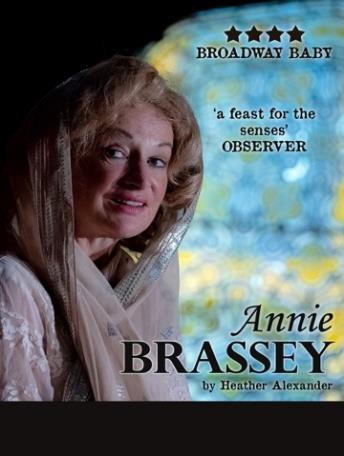 ★★★★
BROADWAY BABY
'a feast for the
senses'
OBSERVER
Annie
BRASSEY
by Heather Alexander